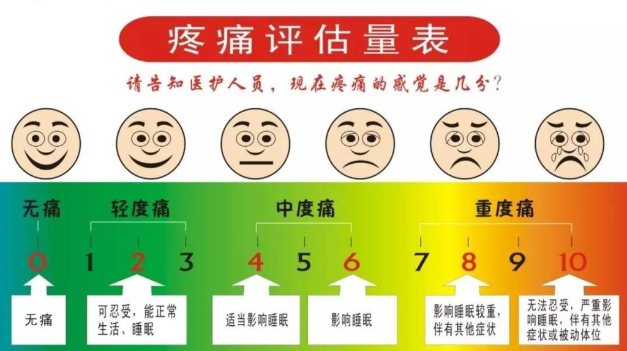 疼痛评估量表
请告知医护人员，现在疼痛的感觉是几分？
无痛 轻度痛 中度痛 重度痛
0 1 2 3 4 5 6 7 8 9 10
无痛
可忍受，能正常
生活、睡眠
适当影响睡眠
影响睡眠
影响睡眠较重，
伴有其他症状
无法忍受，严重影
响睡眠，伴有其他
症状或被动体位